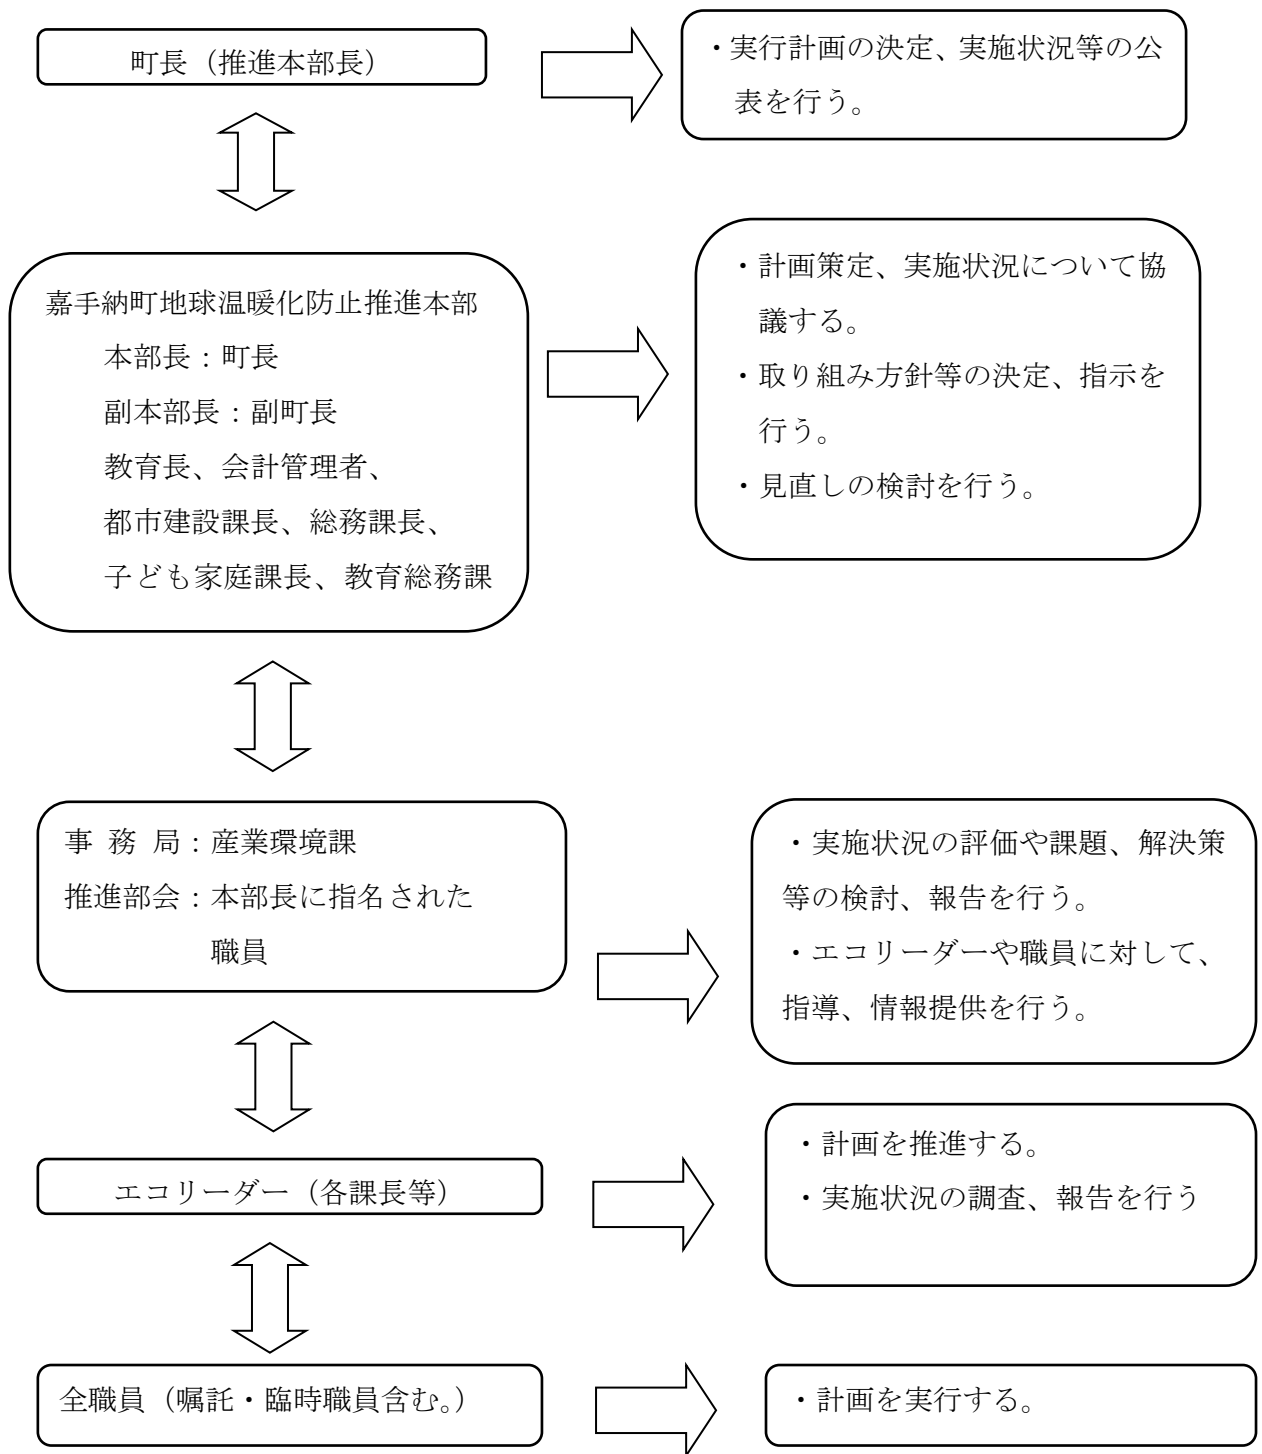 町長（推進本部長）
・実行計画の決定、実施状況等の公
表を行う。
嘉手納町地球温暖化防止推進本部
本部長：町長
副本部長：副町長
教育長、会計管理者、
都市建設課長、総務課長、
子ども家庭課長、教育総務課
・計画策定、実施状況について協
議する。
・取り組み方針等の決定、指示を
行う。
・見直しの検討を行う。
事 務 局：産業環境課
推進部会：本部長に指名された
職員
・実施状況の評価や課題、解決策
等の検討、報告を行う。
・エコリーダーや職員に対して、
指導、情報提供を行う。
エコリーダー（各課長等）
・計画を推進する。
・実施状況の調査、報告を行う
全職員（嘱託・臨時職員含む。）
・計画を実行する。